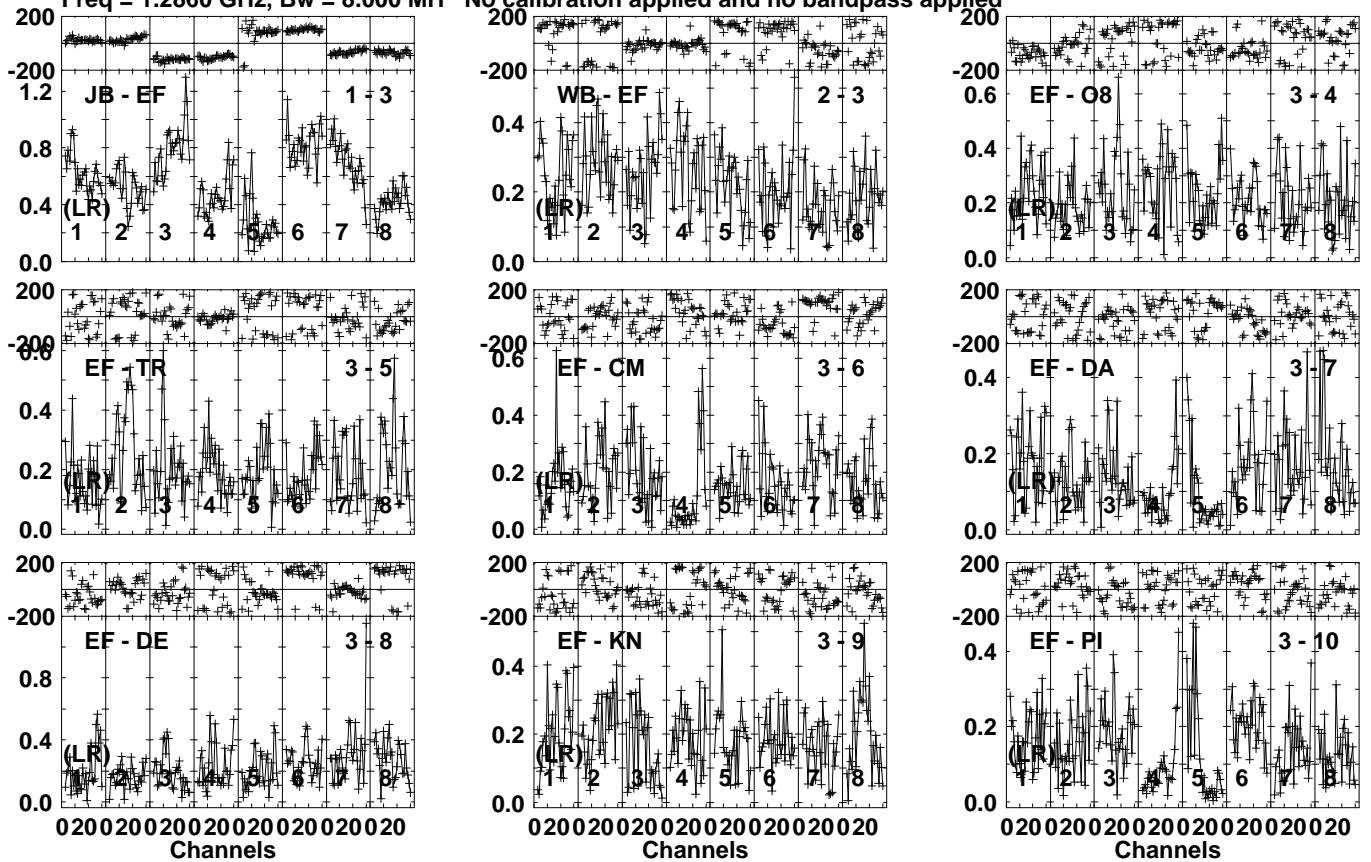 Freq = 1.2860 GHz, Bw = 8.000 MH No calibration applied and no bandpass applied
200
-200
1.2
0.8
0.4
0.0
JB - EF 1 - 3
(LR)
1 2 3 4 5 6 7 8
200
-200
0.4
0.2
0.0
WB - EF 2 - 3
(LR)
1 2 3 4 5 6 7 8
200
-200
0.6
0.4
0.2
0.0
EF - O8 3 - 4
(LR)
1 2 3 4 5 6 7 8
200
-200
0.6
0.4
0.2
0.0
EF - TR 3 - 5
(LR)
1 2 3 4 5 6 7 8
200
-200
0.6
0.4
0.2
0.0
EF - CM 3 - 6
(LR)
1 2 3 4 5 6 7 8
200
-200
0.4
0.2
0.0
EF - DA 3 - 7
(LR)
1 2 3 4 5 6 7 8
200
-200
0.8
0.4
0.0
EF - DE 3 - 8
(LR)
1 2 3 4 5 6 7 8
0 20 0 20 0 20 0 20 0 20 0 20 0 20 0 20
Channels
200
-200
0.4
0.2
0.0
EF - KN 3 - 9
(LR)
1 2 3 4 5 6 7 8
0 20 0 20 0 20 0 20 0 20 0 20 0 20 0 20
Channels
200
-200
0.4
0.2
0.0
EF - PI 3 - 10
(LR)
1 2 3 4 5 6 7 8
0 20 0 20 0 20 0 20 0 20 0 20 0 20 0 20
Channels